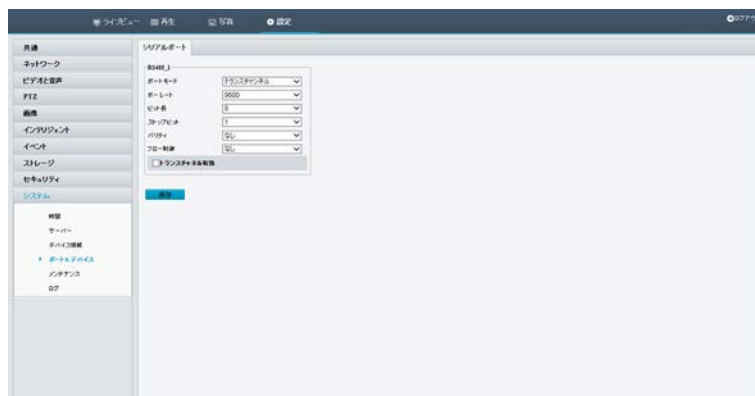 ライブビュー 再生 写真 設定 ログアウ
共通
ネットワーク
ビデオと音声
PTZ
画像
インテリジェント
イベント
ストレージ
セキュリティ
システム
時間
サーバー
デバイス情報
ポート&デバイス
メンテナンス
ログ
シリアルポート
RS485_1
ポートモード トランスチャンネル
ボーレート 9600
ビット長 8
ストップビット 1
パリティ なし
フロー制御 なし
トランスチャネル有効
保存